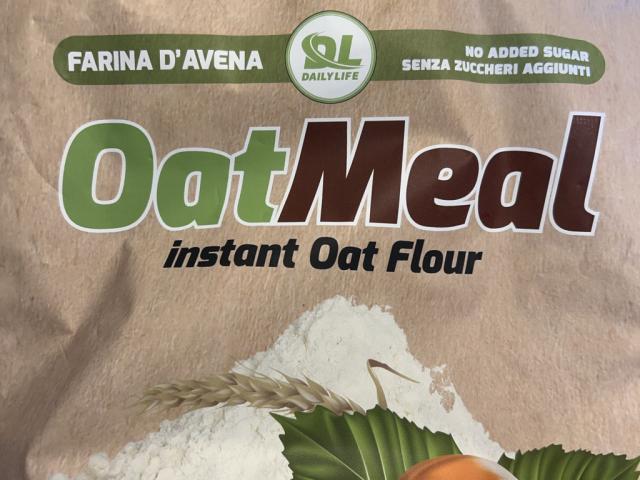 FARINA D'AVENA
DL
DAILYLIFE
NO ADDED SUGAR
SENZA ZUCCHERI AGGIUNTI
OatMeal
instant Oat Flour